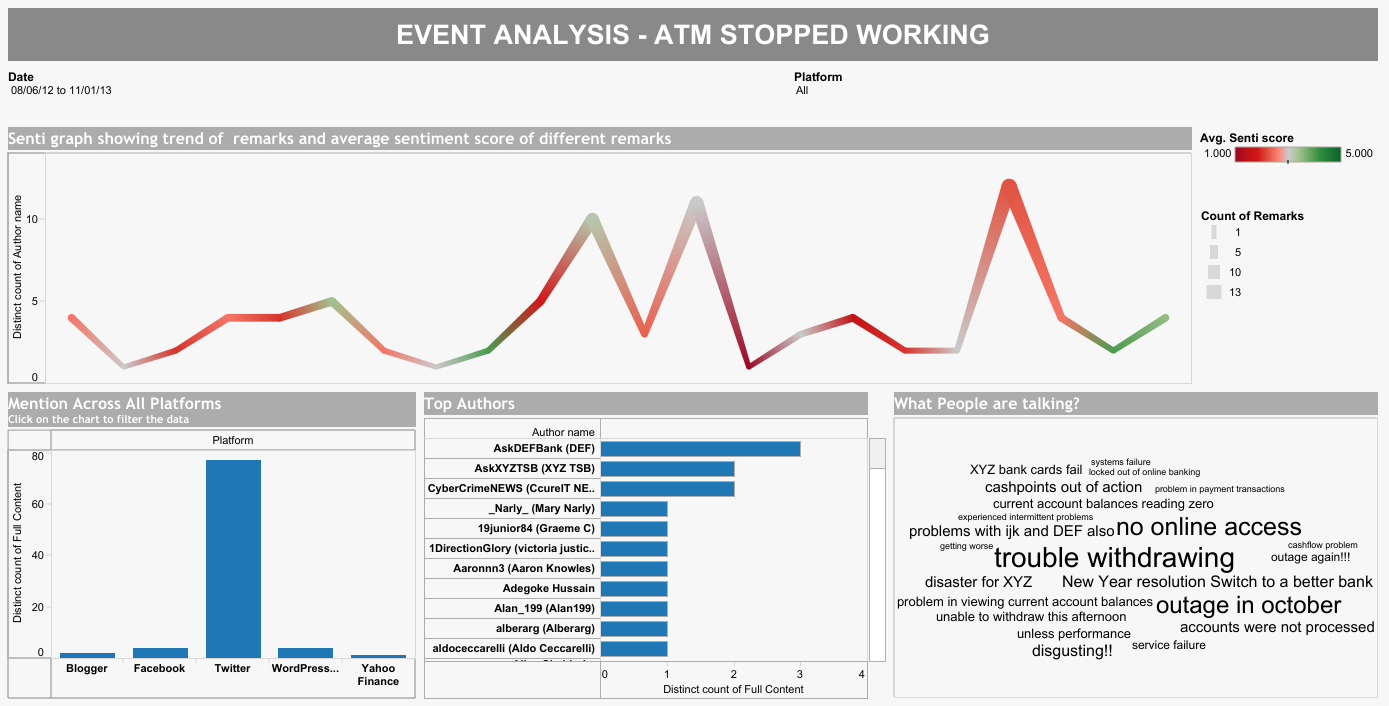 EVENT ANALYSIS - ATM STOPPED WORKING
Date
08/06/12 to 11/01/13
Platform
All
Senti graph showing trend of  remarks and average sentiment score of different remarks
Distinct count of Author name
10
5
0
Avg. Senti score
1.000
5.000
Count of Remarks
1
5
10
13
Mention Across All Platforms
Click on the chart to filter the data
Platform
Distinct count of Full Content
80
60
40
20
0
Blogger
Facebook
Twitter
WordPress...
Yahoo
Finance
Top Authors
Author name
AskDEFBank (DEF)
AskXYZTSB (XYZ TSB)
CyberCrimeNEWS (CcureIT NE..
_Narly_ (Mary Narly)
19junior84 (Graeme C)
1DirectionGlory (victoria justic..
Aaronnn3 (Aaron Knowles)
Adegoke Hussain
Alan_199 (Alan199)
alberarg (Alberarg)
aldoceccarelli (Aldo Ceccarelli)
0
1
2
3
4
Distinct count of Full Content
What People are talking?
systems failure
XYZ bank cards fail
locked out of online banking
cashpoints out of action
problem in payment transactions
current account balances reading zero
experienced intermittent problems
problems with ijk and DEF also
no online access
getting worse
trouble withdrawing
cashflow problem
outage again!!!
disaster for XYZ
New Year resolution Switch to a better bank
problem in viewing current account balances
outage in october
unable to withdraw this afternoon
accounts were not processed
unless performance
service failure
disgusting!!